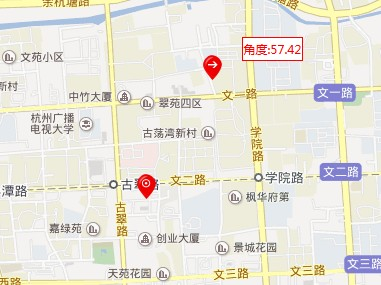 余杭塘路
文苑小区
角度:57.42
新村
中竹大厦
翠苑四区
文一路
文一路
杭州广播
电视大学
古荡湾新村
学院路
文二路
潭路
古翠路
文二路
学院路
枫华府第
嘉绿苑
古翠路
创业大厦
景城花园
天苑花园
文三路
文三路
西路